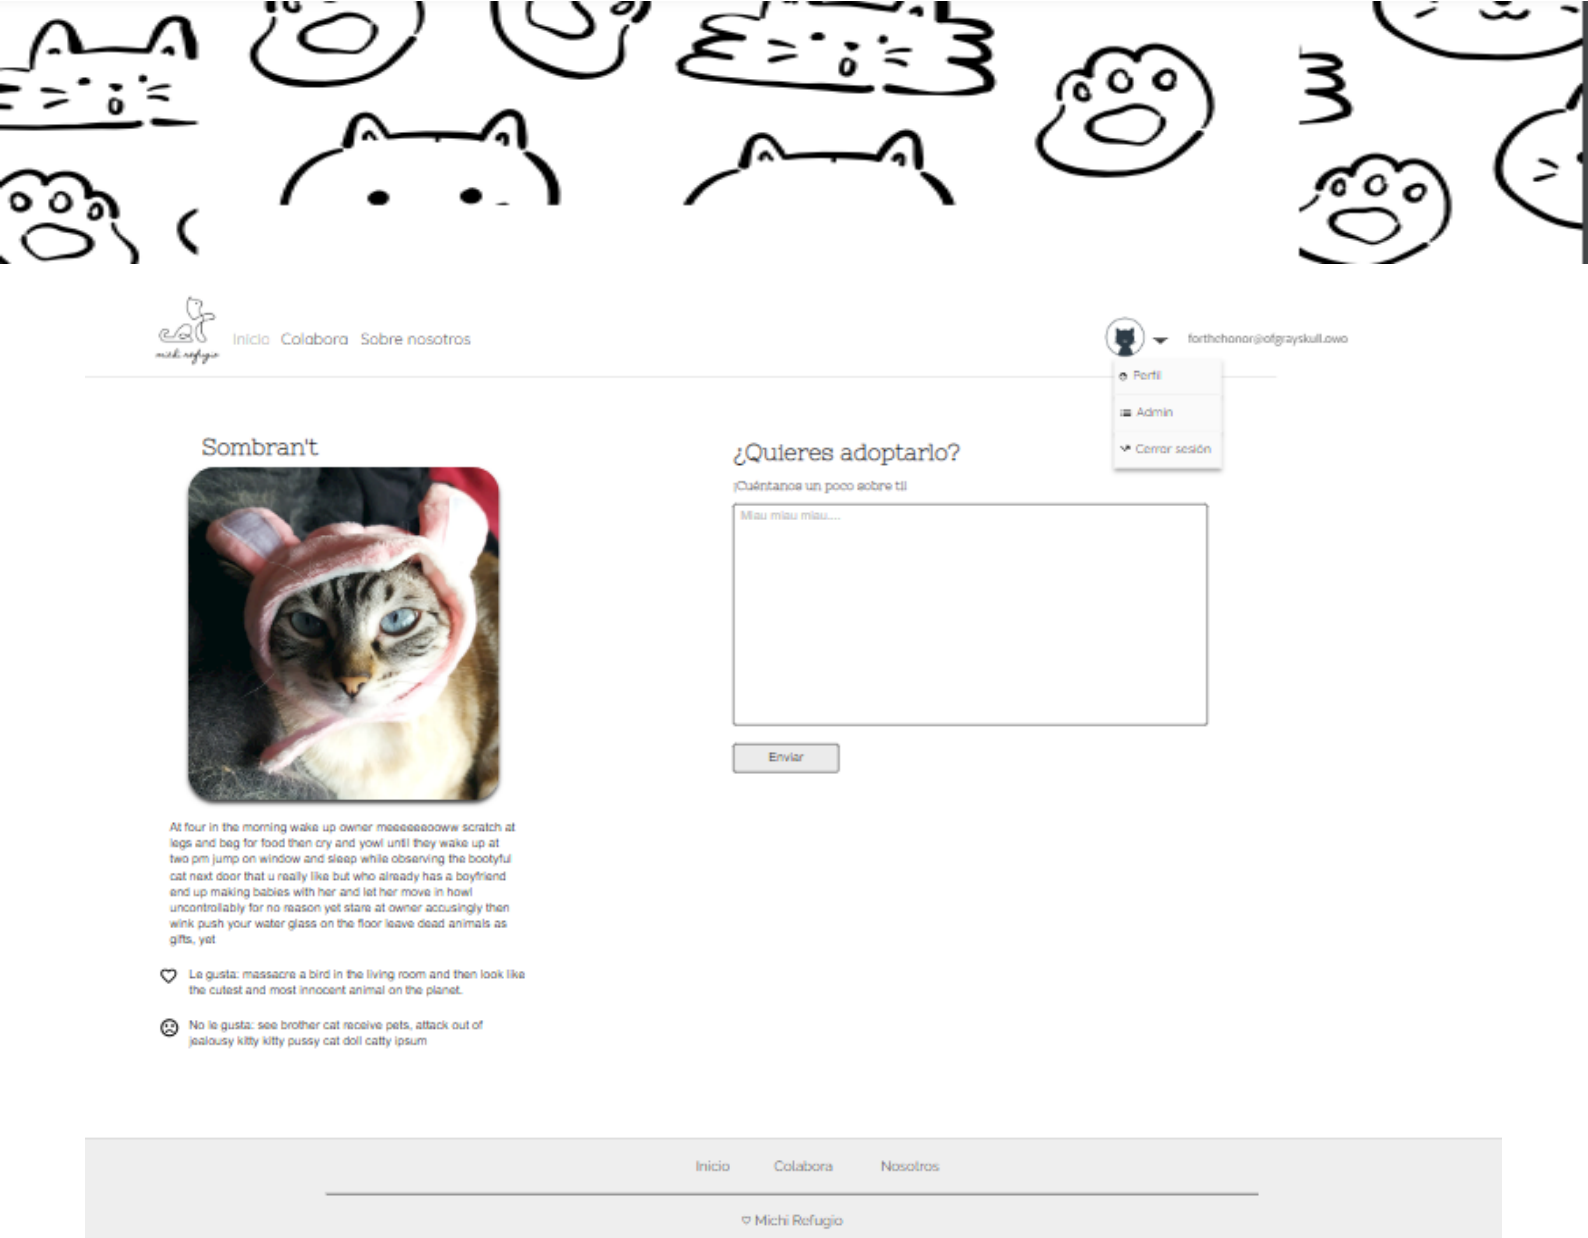 michi refugio
Inicio Colabora Sobre nosotros
forthehonor@ofgrayskull.owo
Perfil
Admin
Cerrar sesión
Sombran't
¿Quieres adoptarlo?
¡Cuéntanos un poco sobre ti!
Miau miau miau....
Enviar
At four in the morning wake up owner meeeeeeooww scratch at
legs and beg for food then cry and yowl until they wake up at
two pm jump on window and sleep while observing the bootyful
cat next door that u really like but who already has a boyfriend
end up making babies with her and let her move in howl
uncontrollably for no reason yet stare at owner accusingly then
wink push your water glass on the floor leave dead animals as
gifts, yet
Le gusta: massacre a bird in the living room and then look like
the cutest and most innocent animal on the planet.
No le gusta: see brother cat receive pets, attack out of
jealousy kitty kitty pussy cat doll catty ipsum
Inicio Colabora Nosotros
Michi Refugio